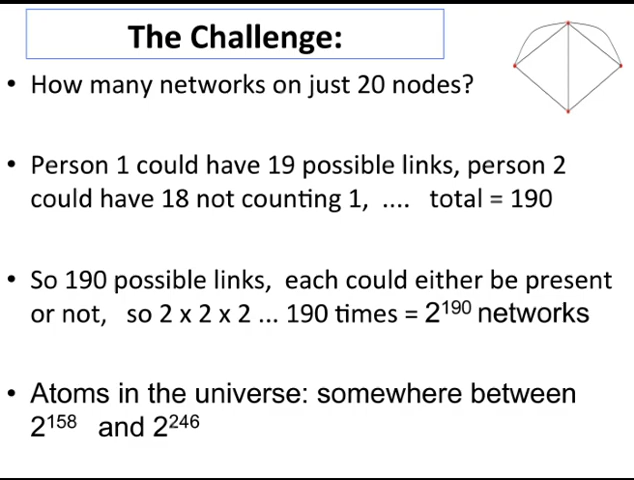 The Challenge:
• How many networks on just 20 nodes?
• Person 1 could have 19 possible links, person 2
could have 18 not counting 1, .... total = 190
• So 190 possible links, each could either be present
or not, so 2 x 2 x 2 ... 190 times = 2¹⁹⁰ networks
• Atoms in the universe: somewhere between
2¹⁵⁸ and 2²⁴⁶